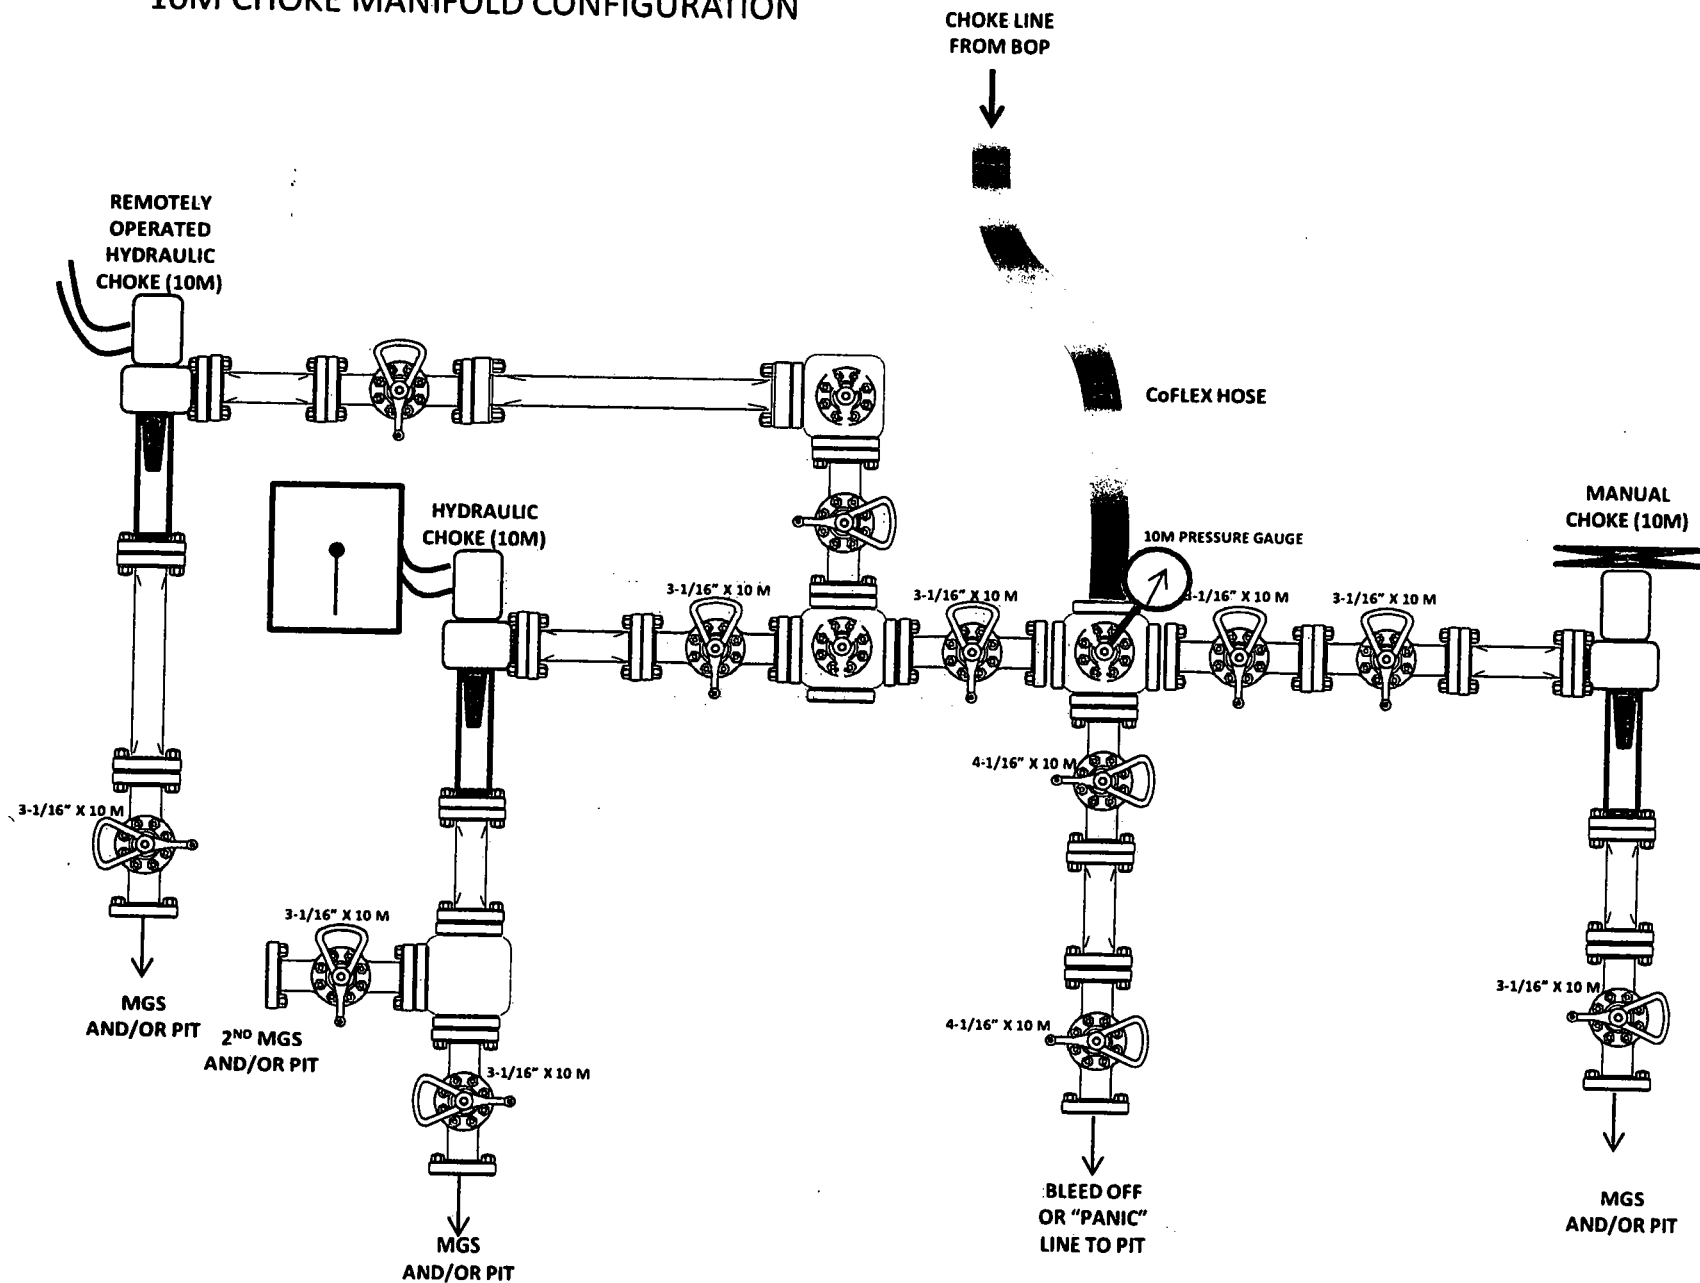 10M CHOKE MANIFOLD CONFIGURATION
CHOKE LINE
FROM BOP
REMOTELY
OPERATED
HYDRAULIC
CHOKE (10M)
CoFLEX HOSE
HYDRAULIC
CHOKE (10M)
MANUAL
CHOKE (10M)
10M PRESSURE GAUGE
3-1/16" X 10 M
3-1/16" X 10 M
3-1/16" X 10 M
3-1/16" X 10 M
4-1/16" X 10 M
3-1/16" X 10 M
3-1/16" X 10 M
MGS
AND/OR PIT
2ND MGS
AND/OR PIT
3-1/16" X 10 M
4-1/16" X 10 M
3-1/16" X 10 M
BLEED OFF
OR "PANIC"
LINE TO PIT
MGS
AND/OR PIT
MGS
AND/OR PIT